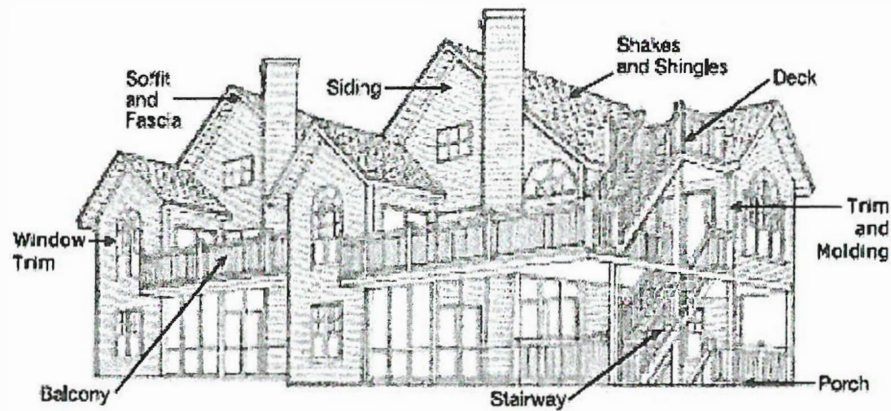 Shakes
and Shingles
Deck
Soffit
and
Fascia
Siding
Trim
and
Molding
Window
Trim
Balcony
Stairway
Porch